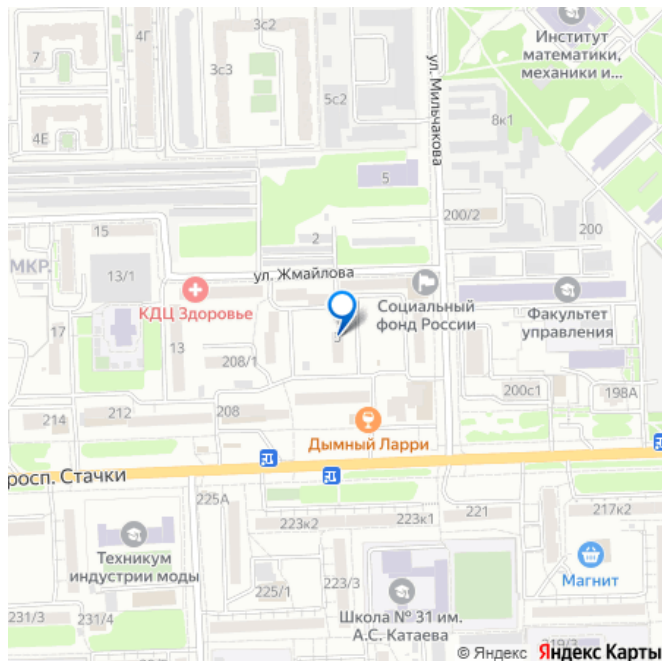 3с2
4Г
7
3с3
Институт
математики,
механики и...
ул. Мильчакова
5с2
4Е
8к1
5
200/2
200
2
15
МКР.
13/1
ул. Жмайлова
КДЦ Здоровье
Социальный
фонд России
Факультет
управления
17
13
208/1
200с1
198А
214
212
208
Дымный Ларри
росп. Стачки
225А
223к2
223к1
221
217к2
Техникум
индустрии моды
Магнит
223/3
225/1
231/3
231/4
Школа № 31 им.
А.С. Катаева
219/3
© Яндекс Яндекс Карты